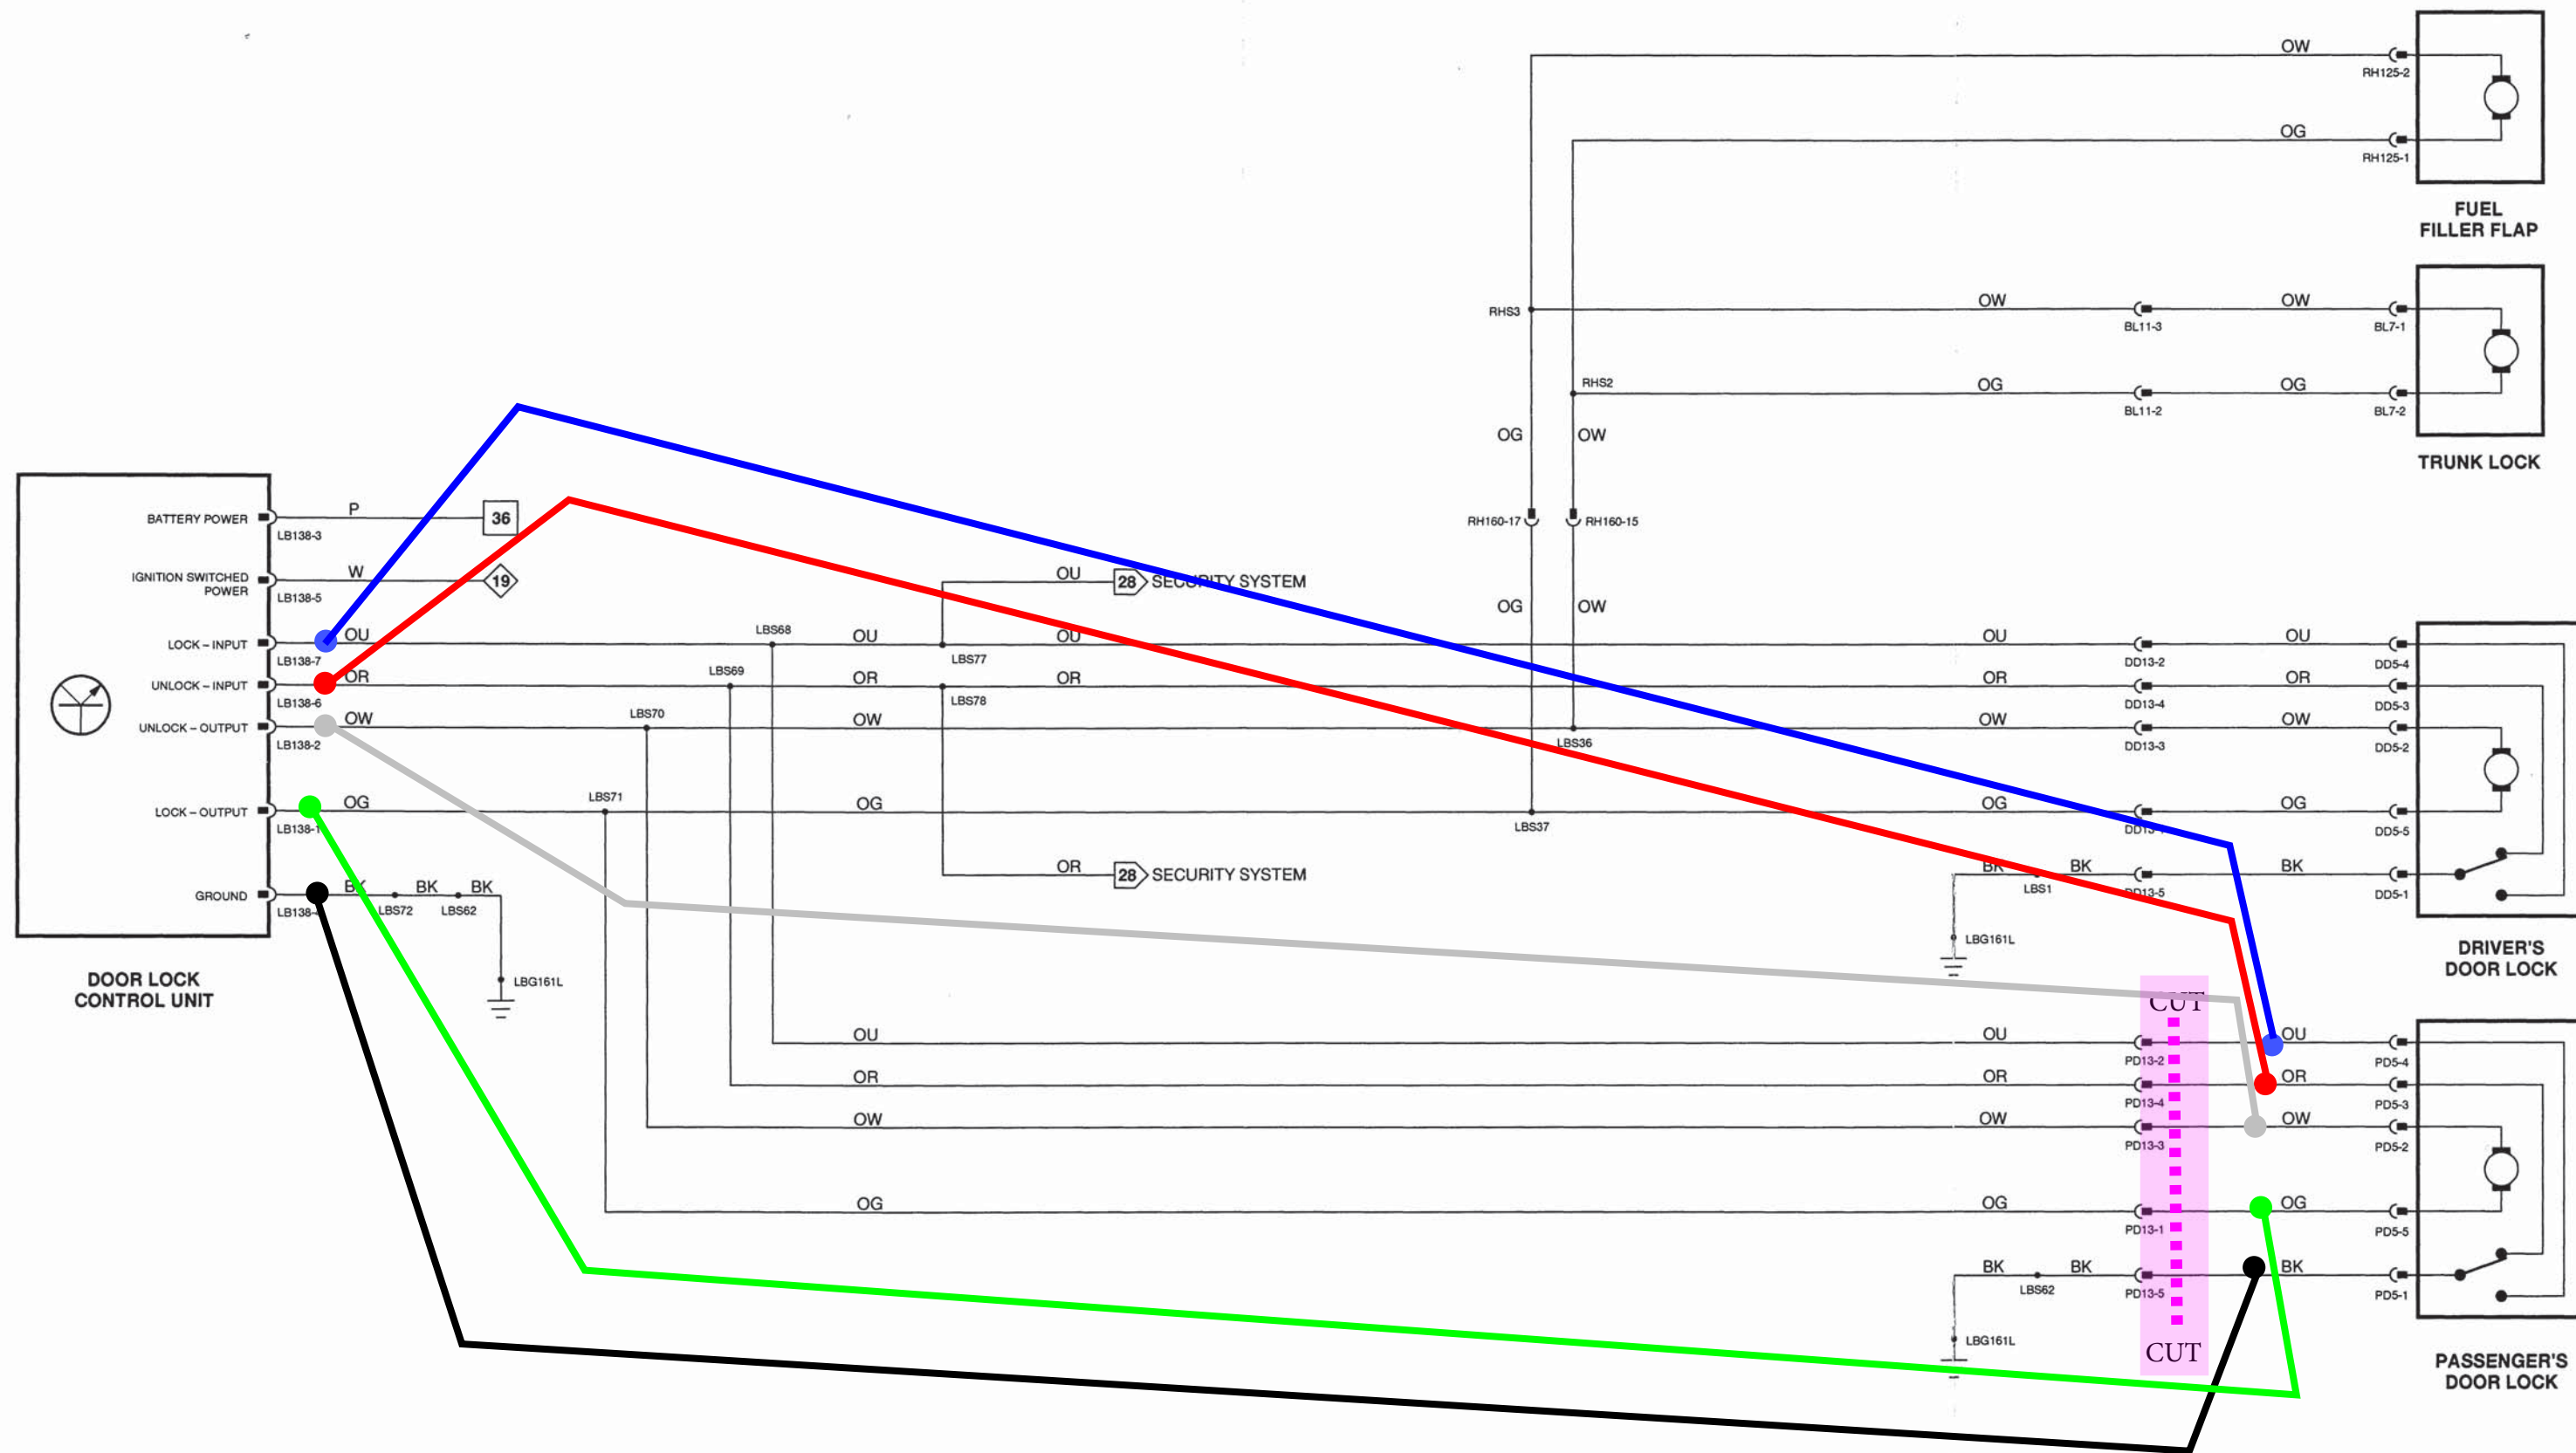 OW
RH125-2
OG
RH125-1
FUEL
FILLER FLAP
RHS3
OW
OW
BL11-3
BL7-1
RHS2
OG
OG
BL11-2
BL7-2
OG
OW
TRUNK LOCK
BATTERY POWER
P
36
LB138-3
RH160-17
RH160-15
IGNITION SWITCHED
POWER
W
19
LB138-5
OU
28
SECURITY SYSTEM
OG
OW
LOCK – INPUT
OU
LB138-7
LBS68
OU
OU
LBS77
OU
DD13-2
OU
DD5-4
UNLOCK – INPUT
OR
LB138-6
LBS69
OR
OR
LBS78
OR
DD13-4
OR
DD5-3
UNLOCK – OUTPUT
OW
LB138-2
LBS70
OW
LBS36
OW
DD13-3
OW
DD5-2
LOCK – OUTPUT
OG
LB138-1
LBS71
OG
LBS37
OG
OG
DD5-5
OR
28
SECURITY SYSTEM
BK
LBS1
BK
DD13-5
BK
DD5-1
GROUND
BK
LBS72
BK
LBS62
BK
LBG161L
LBG161L
DRIVER'S
DOOR LOCK
DOOR LOCK
CONTROL UNIT
CUT
OU
OU
PD13-2
OU
PD5-4
OR
OR
PD13-4
OR
PD5-3
OW
OW
PD13-3
OW
PD5-2
OG
OG
PD13-1
OG
PD5-5
BK
LBS62
BK
PD13-5
BK
PD5-1
LBG161L
CUT
PASSENGER'S
DOOR LOCK